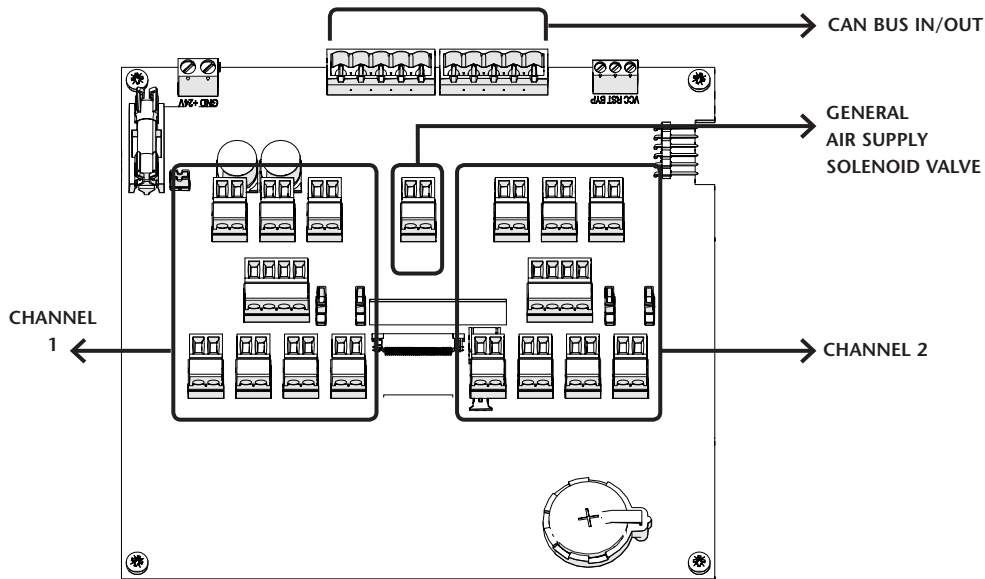 CAN BUS IN/OUT
GND +24V
VCC RST BYP
GENERAL
AIR SUPPLY
SOLENOID VALVE
CHANNEL
1
CHANNEL 2